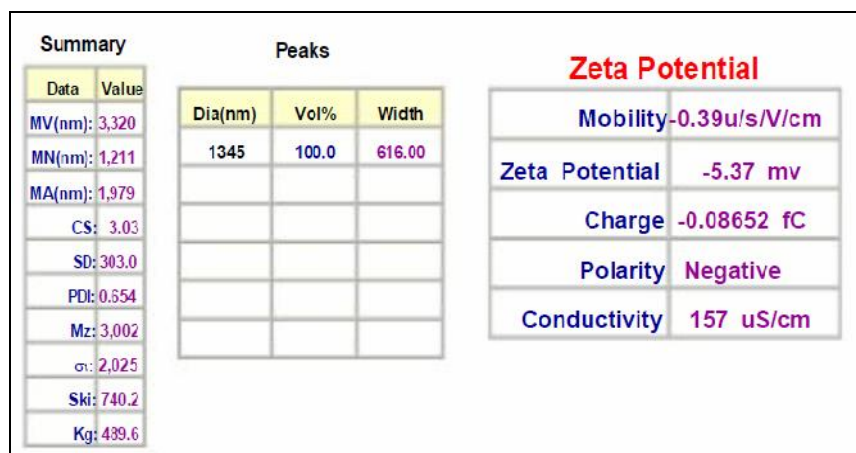 Summary
Data Value
MV(nm): 3,320
MN(nm): 1,211
MA(nm): 1,979
CS: 3.03
SD: 303.0
PDI: 0.654
Mz: 3,002
σı: 2,025
Ski: 740.2
Kg: 489.6
Peaks
Dia(nm) Vol% Width
1345 100.0 616.00
Zeta Potential
Mobility -0.39u/s/V/cm
Zeta Potential -5.37 mv
Charge -0.08652 fC
Polarity Negative
Conductivity 157 uS/cm